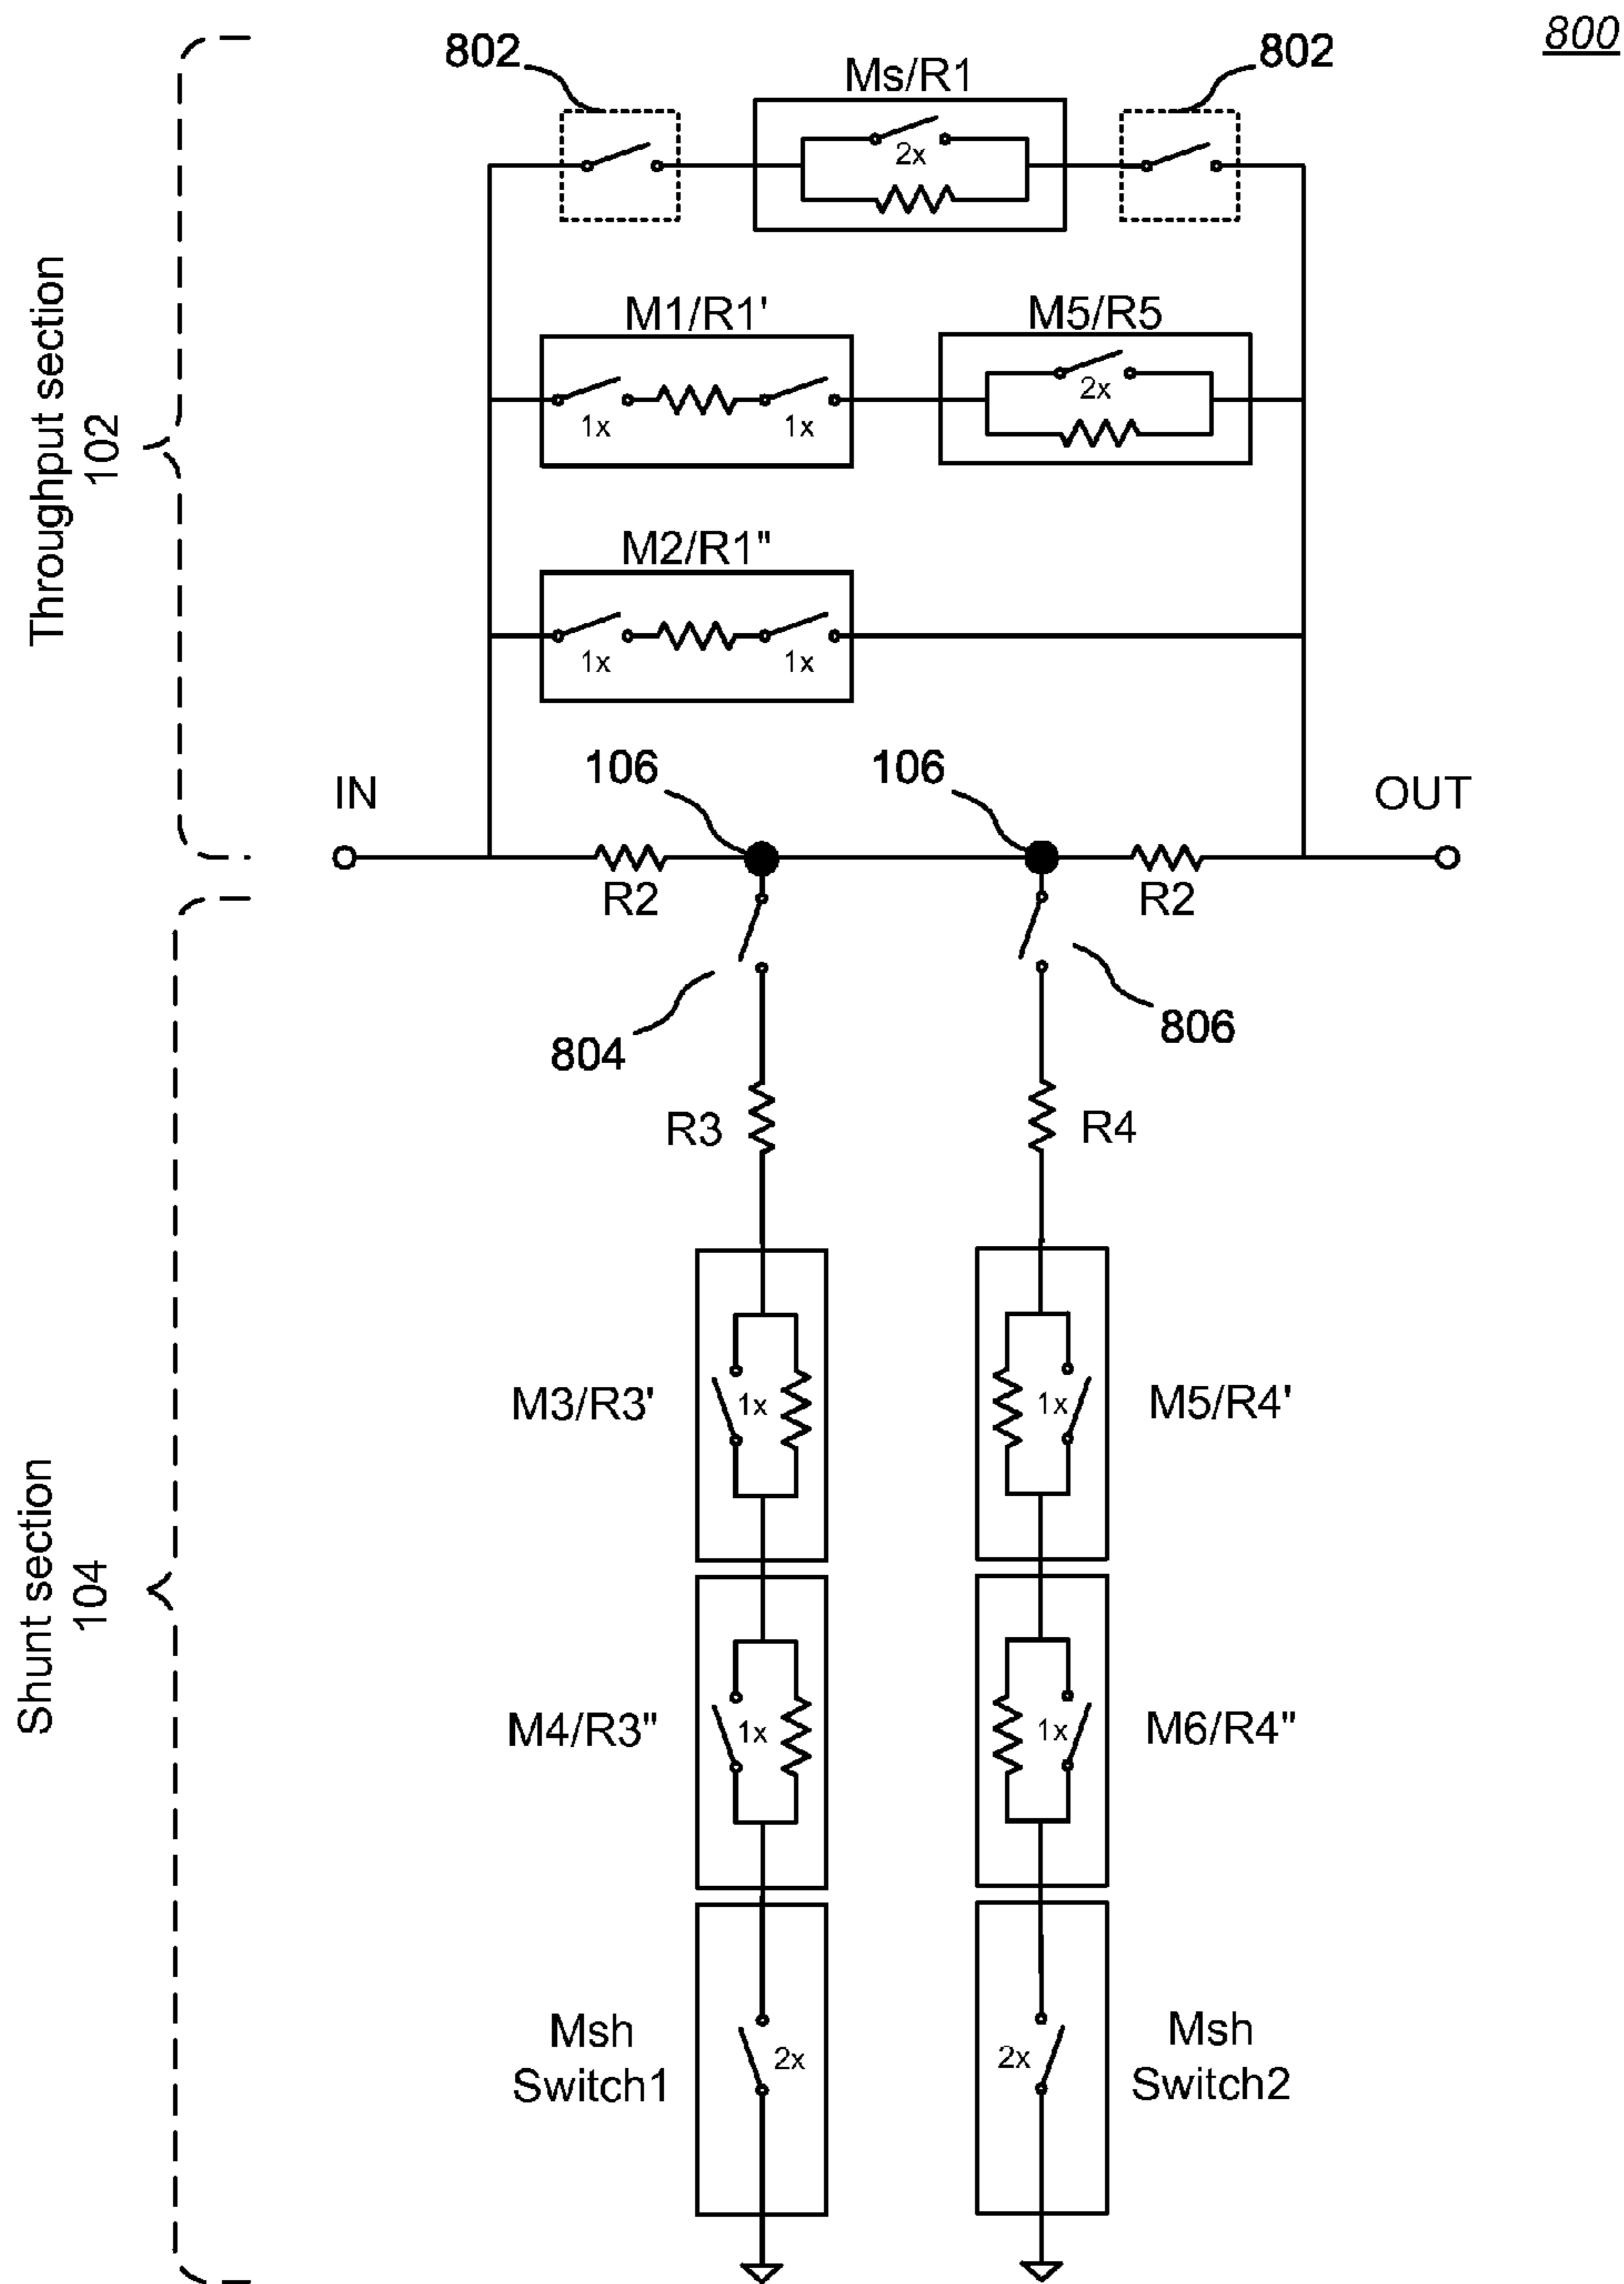 800
802
Ms/R1
802
2x
M1/R1'
M5/R5
1x
1x
2x
M2/R1"
1x
1x
Throughput section
102
106
106
IN
OUT
R2
R2
804
806
R3
R4
M3/R3'
1x
1x
M5/R4'
M4/R3"
1x
1x
M6/R4"
Shunt section
104
Msh
Switch1
2x
2x
Msh
Switch2